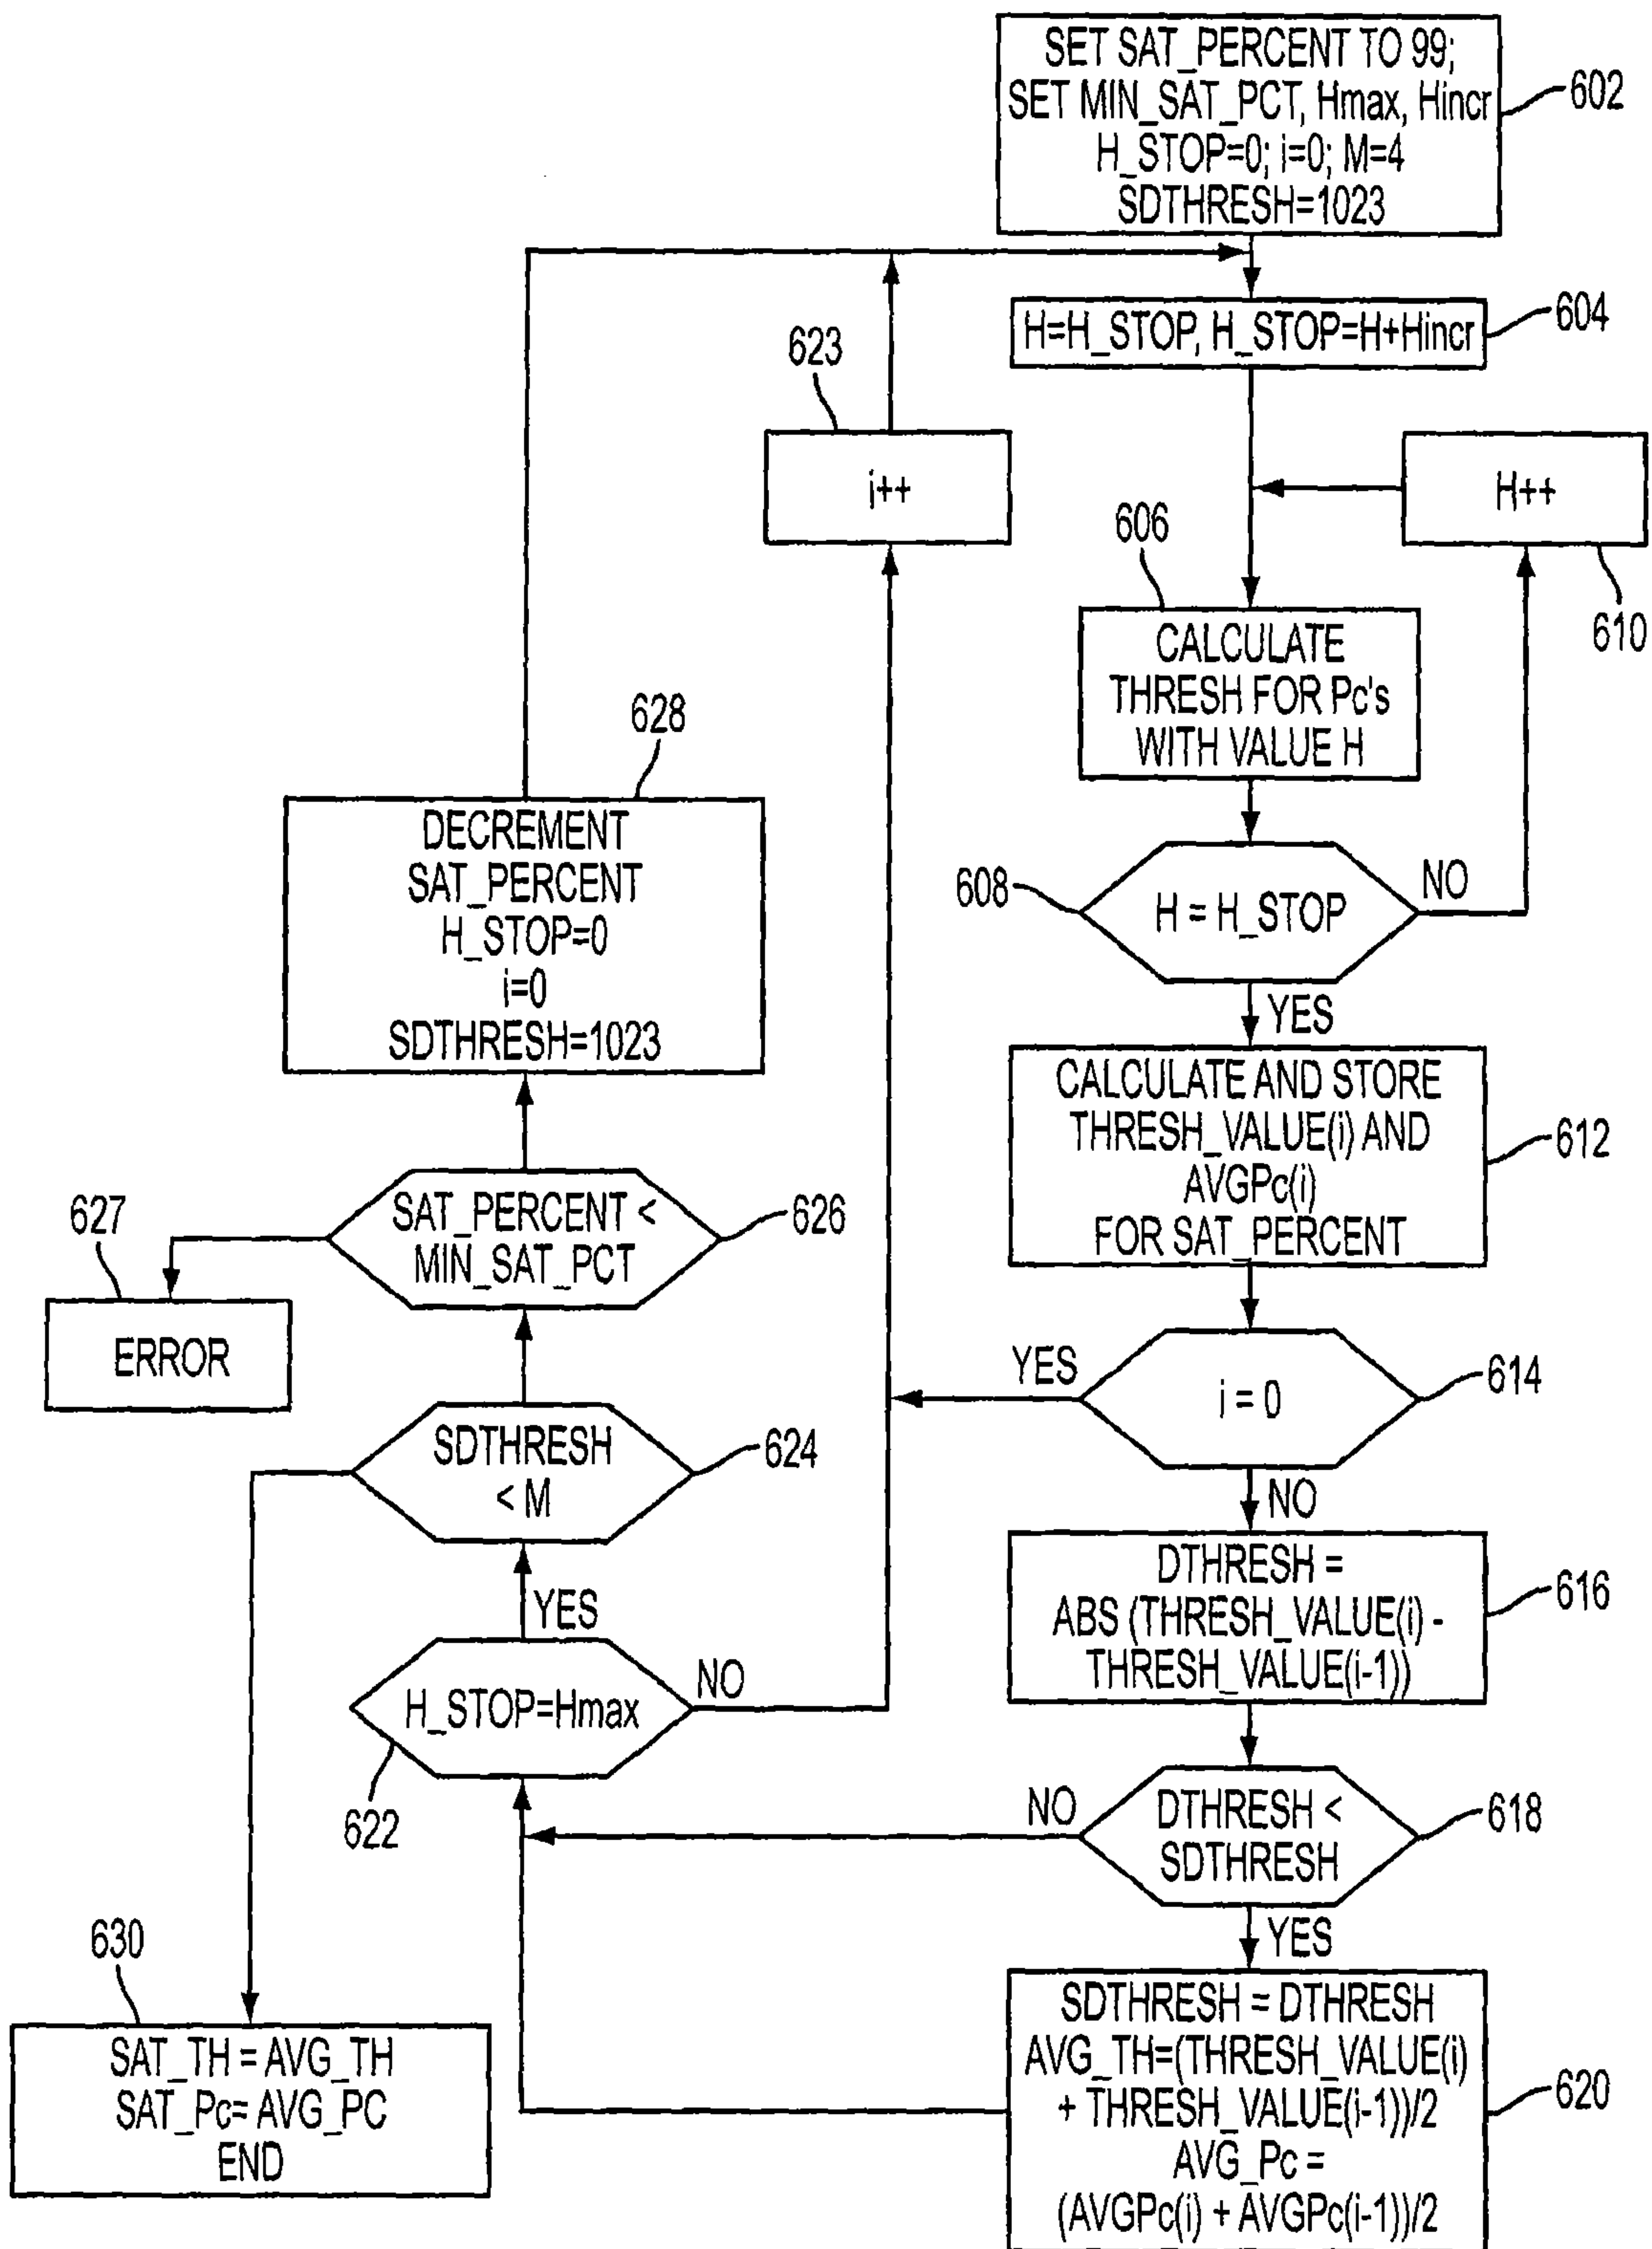 SET SAT_PERCENT TO 99;
SET MIN_SAT_PCT, Hmax, Hincr
H_STOP=0; i=0; M=4
SDTHRESH=1023
602
H=H_STOP, H_STOP=H+Hincr
604
623
i++
H++
610
606
CALCULATE
THRESH FOR Pc's
WITH VALUE H
608
H = H_STOP
NO
YES
628
DECREMENT
SAT_PERCENT
H_STOP=0
i=0
SDTHRESH=1023
CALCULATE AND STORE
THRESH_VALUE(i) AND
AVGPc(i)
FOR SAT_PERCENT
612
627
SAT_PERCENT <
MIN_SAT_PCT
626
ERROR
YES
i = 0
614
NO
SDTHRESH
< M
624
DTHRESH =
ABS (THRESH_VALUE(i) -
THRESH_VALUE(i-1))
616
YES
H_STOP=Hmax
NO
622
NO
DTHRESH <
SDTHRESH
618
YES
630
SAT_TH = AVG_TH
SAT_Pc= AVG_PC
END
SDTHRESH = DTHRESH
AVG_TH=(THRESH_VALUE(i)
+ THRESH_VALUE(i-1))/2
AVG_Pc =
(AVGPc(i) + AVGPc(i-1))/2
620